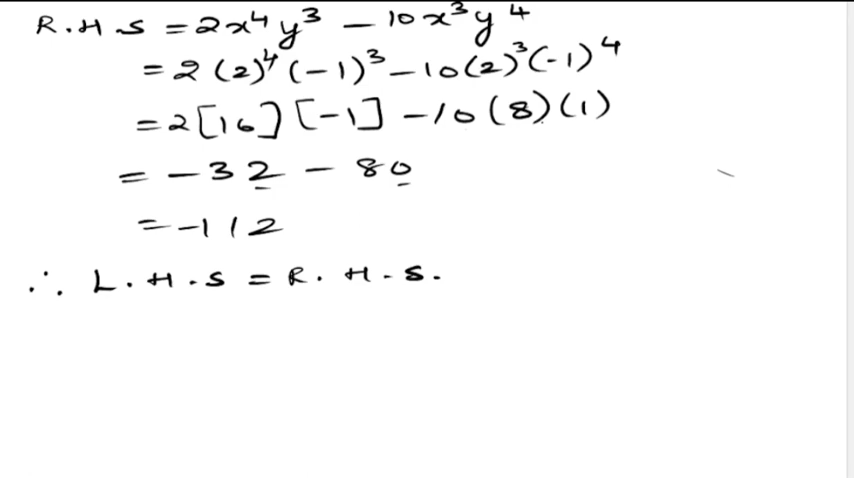 R.H.S = 2x⁴y³ - 10x³y⁴
= 2(2)⁴(-1)³ - 10(2)³(-1)⁴
= 2[16][-1] - 10(8)(1)
= -32 - 80
= -112
∴ L.H.S = R.H.S.